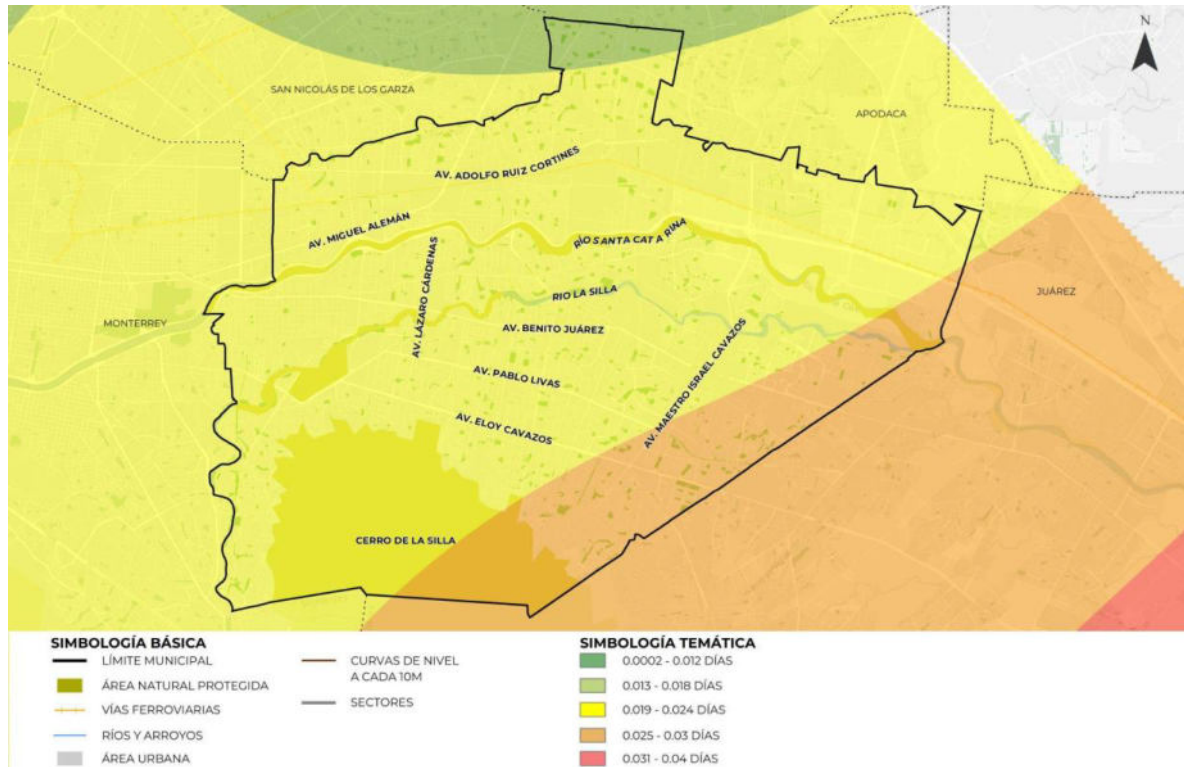 N
SAN NICOLÁS DE LOS GARZA
APODACA
AV. ADOLFO RUIZ CORTINES
AV. MIGUEL ALEMÁN
RÍO SANTA CATARINA
AV. LÁZARO CÁRDENAS
RIO LA SILLA
JUÁREZ
MONTERREY
AV. BENITO JUÁREZ
AV. MAESTRO ISRAEL CAVAZOS
AV. PABLO LIVAS
AV. ELOY CAVAZOS
CERRO DE LA SILLA
SIMBOLOGÍA BÁSICA
LÍMITE MUNICIPAL
ÁREA NATURAL PROTEGIDA
VÍAS FERROVIARIAS
RÍOS Y ARROYOS
ÁREA URBANA
CURVAS DE NIVEL
A CADA 10M
SECTORES
SIMBOLOGÍA TEMÁTICA
0.0002 - 0.012 DÍAS
0.013 - 0.018 DÍAS
0.019 - 0.024 DÍAS
0.025 - 0.03 DÍAS
0.031 - 0.04 DÍAS